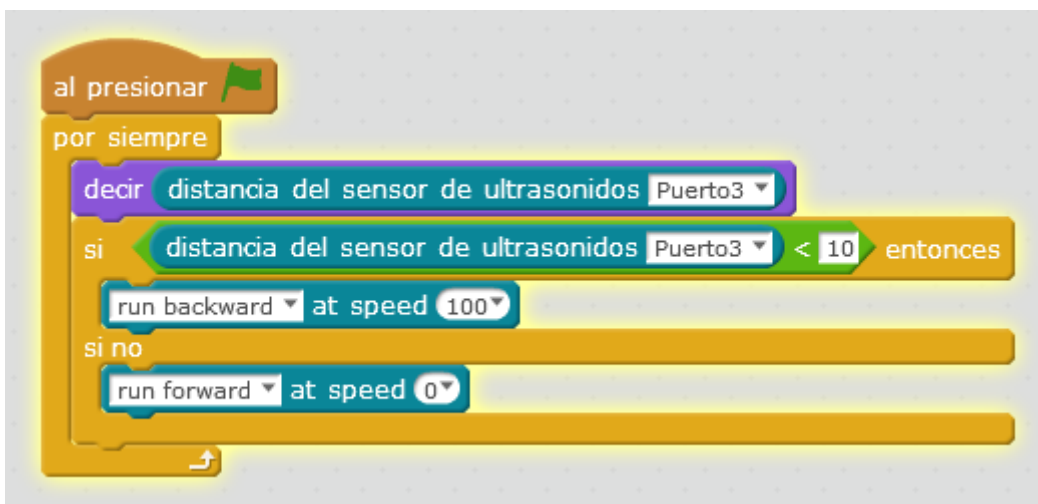 al presionar
por siempre
decir distancia del sensor de ultrasonidos Puerto3
si distancia del sensor de ultrasonidos Puerto3 < 10 entonces
run backward at speed 100
si no
run forward at speed 0